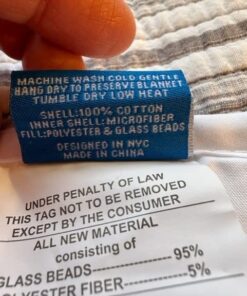 MACHINE WASH COLD GENTLE
HANG DRY TO PRESERVE BLANKET
TUMBLE DRY LOW HEAT
SHELL:100% COTTON
INNER SHELL:MICROFIBER
FILL:POLYESTER & GLASS BEADS
DESIGNED IN NYC
MADE IN CHINA
UNDER PENALTY OF LAW
THIS TAG NOT TO BE REMOVED
EXCEPT BY THE CONSUMER
ALL NEW MATERIAL
consisting of
GLASS BEADS------------95%
POLYESTER FIBER--------5%